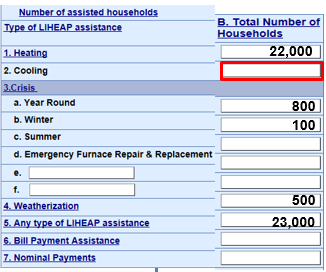 Number of assisted households
Type of LIHEAP assistance
B. Total Number of
Households
1. Heating 22,000
2. Cooling
3.Crisis
a. Year Round 800
b. Winter 100
c. Summer
d. Emergency Furnace Repair & Replacement
e.
f.
4. Weatherization 500
5. Any type of LIHEAP assistance 23,000
6. Bill Payment Assistance
7. Nominal Payments